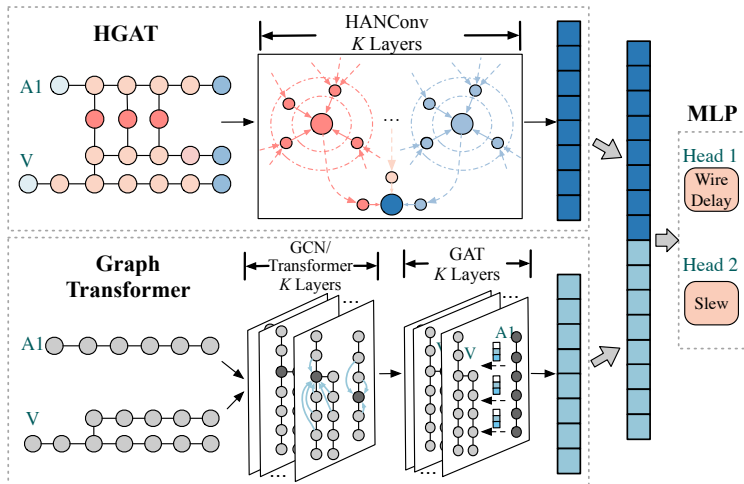 HGAT
HANConv
K Layers
A1
V
...
MLP
Head 1
Wire
Delay
Head 2
Slew
Graph
Transformer
GCN/
Transformer
K Layers
GAT
K Layers
A1
V
...
...
...
...
V
A1